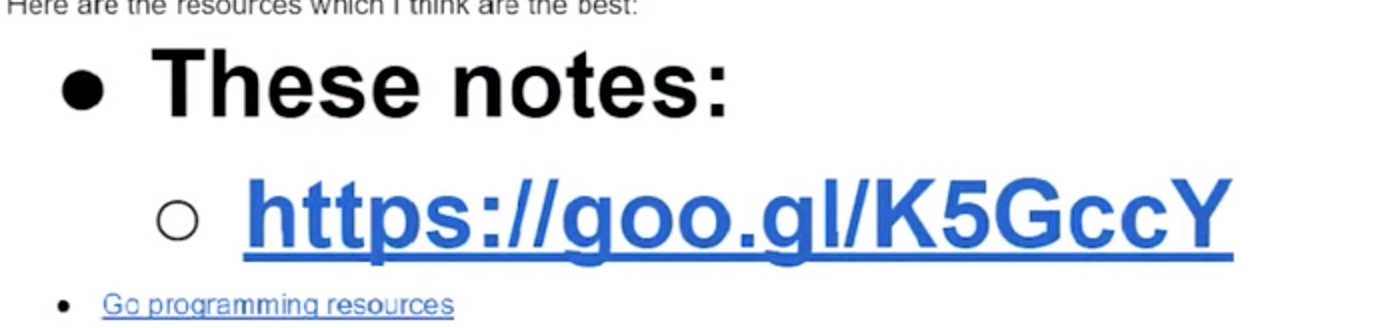 Here are the resources which I think are the best:
● These notes:
○ https://goo.gl/K5GccY
● Go programming resources